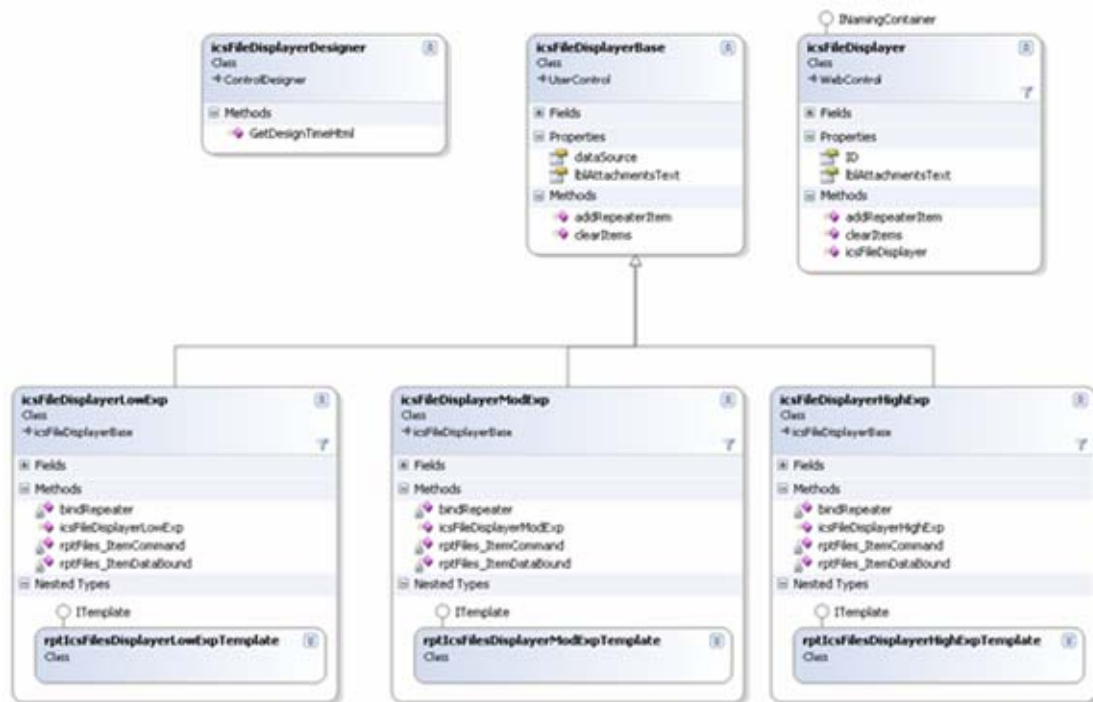 INamingContainer
icsFileDisplayerDesigner
Class
ControlDesigner
Methods
GetDesignTimeHtml
icsFileDisplayerBase
Class
UserControl
Fields
Properties
dataSource
lblAttachmentsText
Methods
addRepeaterItem
clearItems
icsFileDisplayer
Class
WebControl
Fields
Properties
ID
lblAttachmentsText
Methods
addRepeaterItem
clearItems
icsFileDisplayer
icsFileDisplayerLowExp
Class
icsFileDisplayerBase
Fields
Methods
bindRepeater
icsFileDisplayerLowExp
rptFiles_ItemCommand
rptFiles_ItemDataBound
Nested Types
ITemplate
rptIcsFilesDisplayerLowExpTemplate
Class
icsFileDisplayerModExp
Class
icsFileDisplayerBase
Fields
Methods
bindRepeater
icsFileDisplayerModExp
rptFiles_ItemCommand
rptFiles_ItemDataBound
Nested Types
ITemplate
rptIcsFilesDisplayerModExpTemplate
Class
icsFileDisplayerHighExp
Class
icsFileDisplayerBase
Fields
Methods
bindRepeater
icsFileDisplayerHighExp
rptFiles_ItemCommand
rptFiles_ItemDataBound
Nested Types
ITemplate
rptIcsFilesDisplayerHighExpTemplate
Class